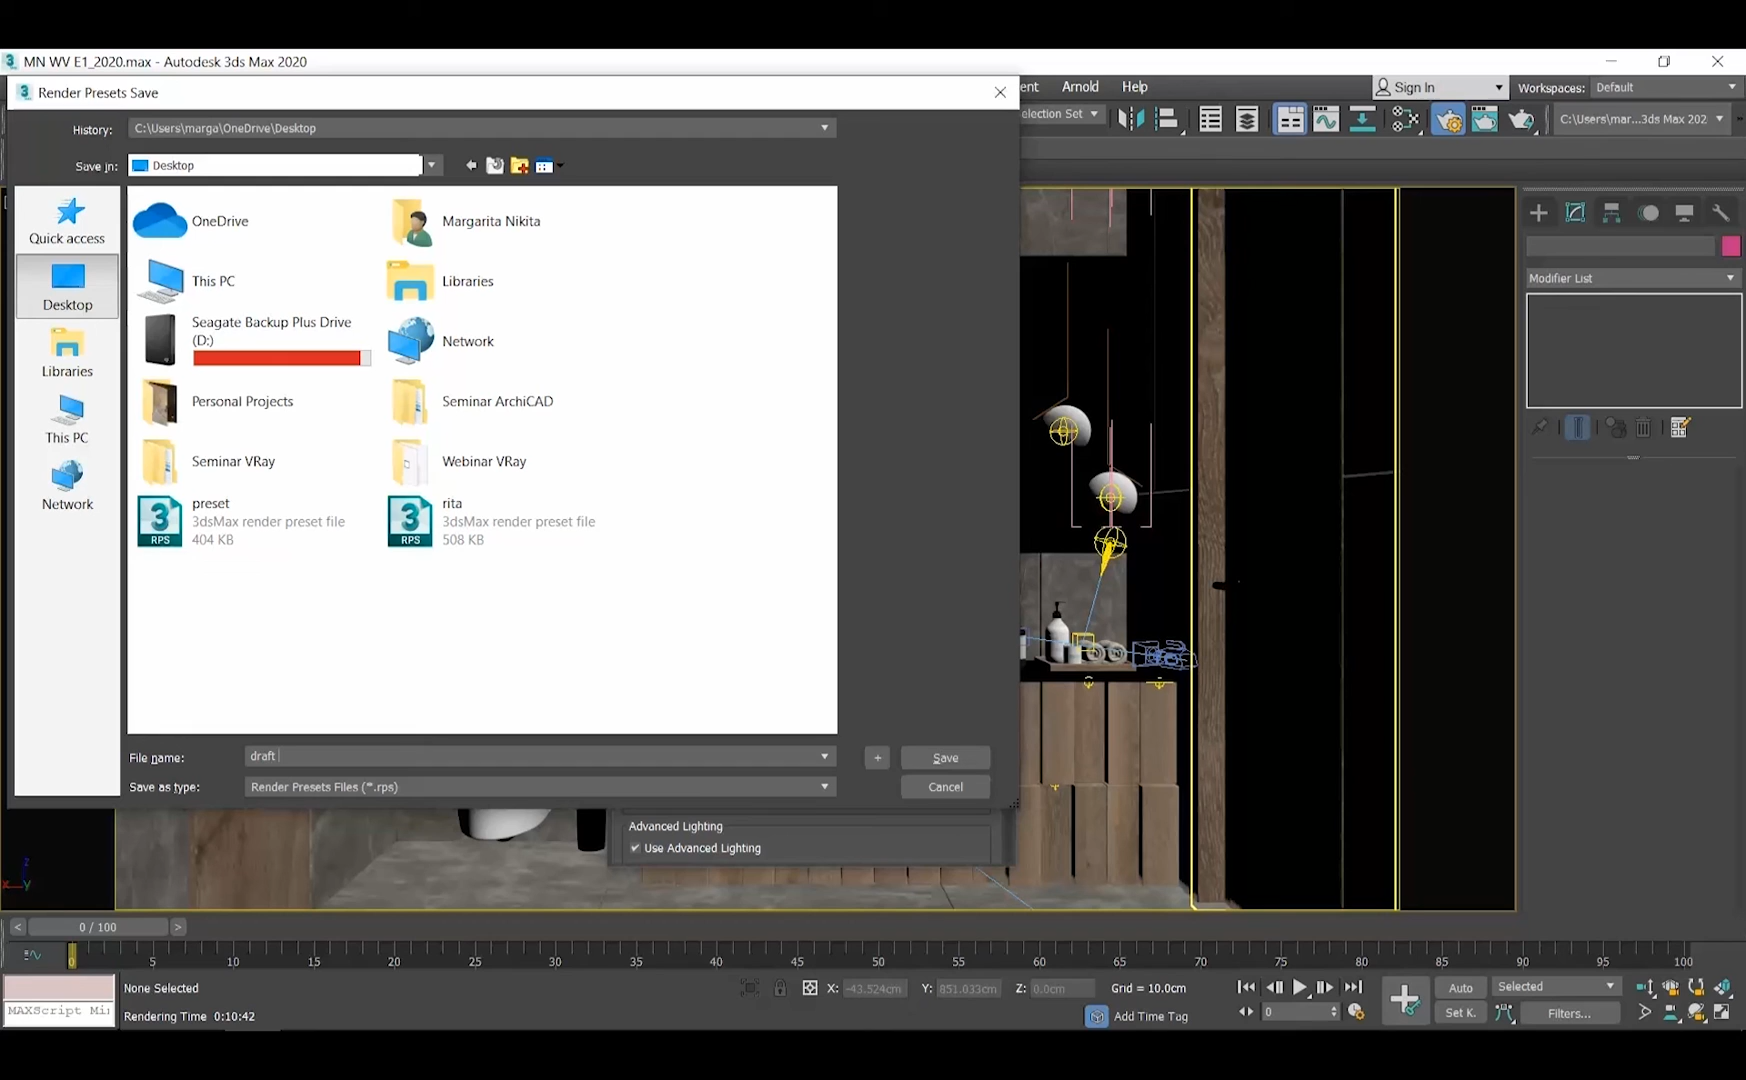 MN WV E1_2020.max - Autodesk 3ds Max 2020
Render Presets Save
ent Arnold Help
Sign In
Workspaces: Default
History: C:\Users\marga\OneDrive\Desktop
election Set
C:\Users\mar...3ds Max 202
Save in: Desktop
Quick access
Desktop
Libraries
This PC
Network
OneDrive
Margarita Nikita
This PC
Libraries
Seagate Backup Plus Drive
(D:)
Network
Personal Projects
Seminar ArchiCAD
Seminar VRay
Webinar VRay
3
RPS
preset
3dsMax render preset file
404 KB
3
RPS
rita
3dsMax render preset file
508 KB
Modifier List
File name: draft
+
Save
Save as type: Render Presets Files (*.rps)
Cancel
Advanced Lighting
Use Advanced Lighting
z
x y
< 0 / 100 >
0 5 10 15 20 25 30 35 40 45 50 55 60 65 70 75 80 85 90 95 100
None Selected
X: -43.524cm Y: 851.033cm Z: 0.0cm Grid = 10.0cm
Auto Selected
MAXScript Mi:
Rendering Time 0:10:42
Add Time Tag
0
Set K. Filters...